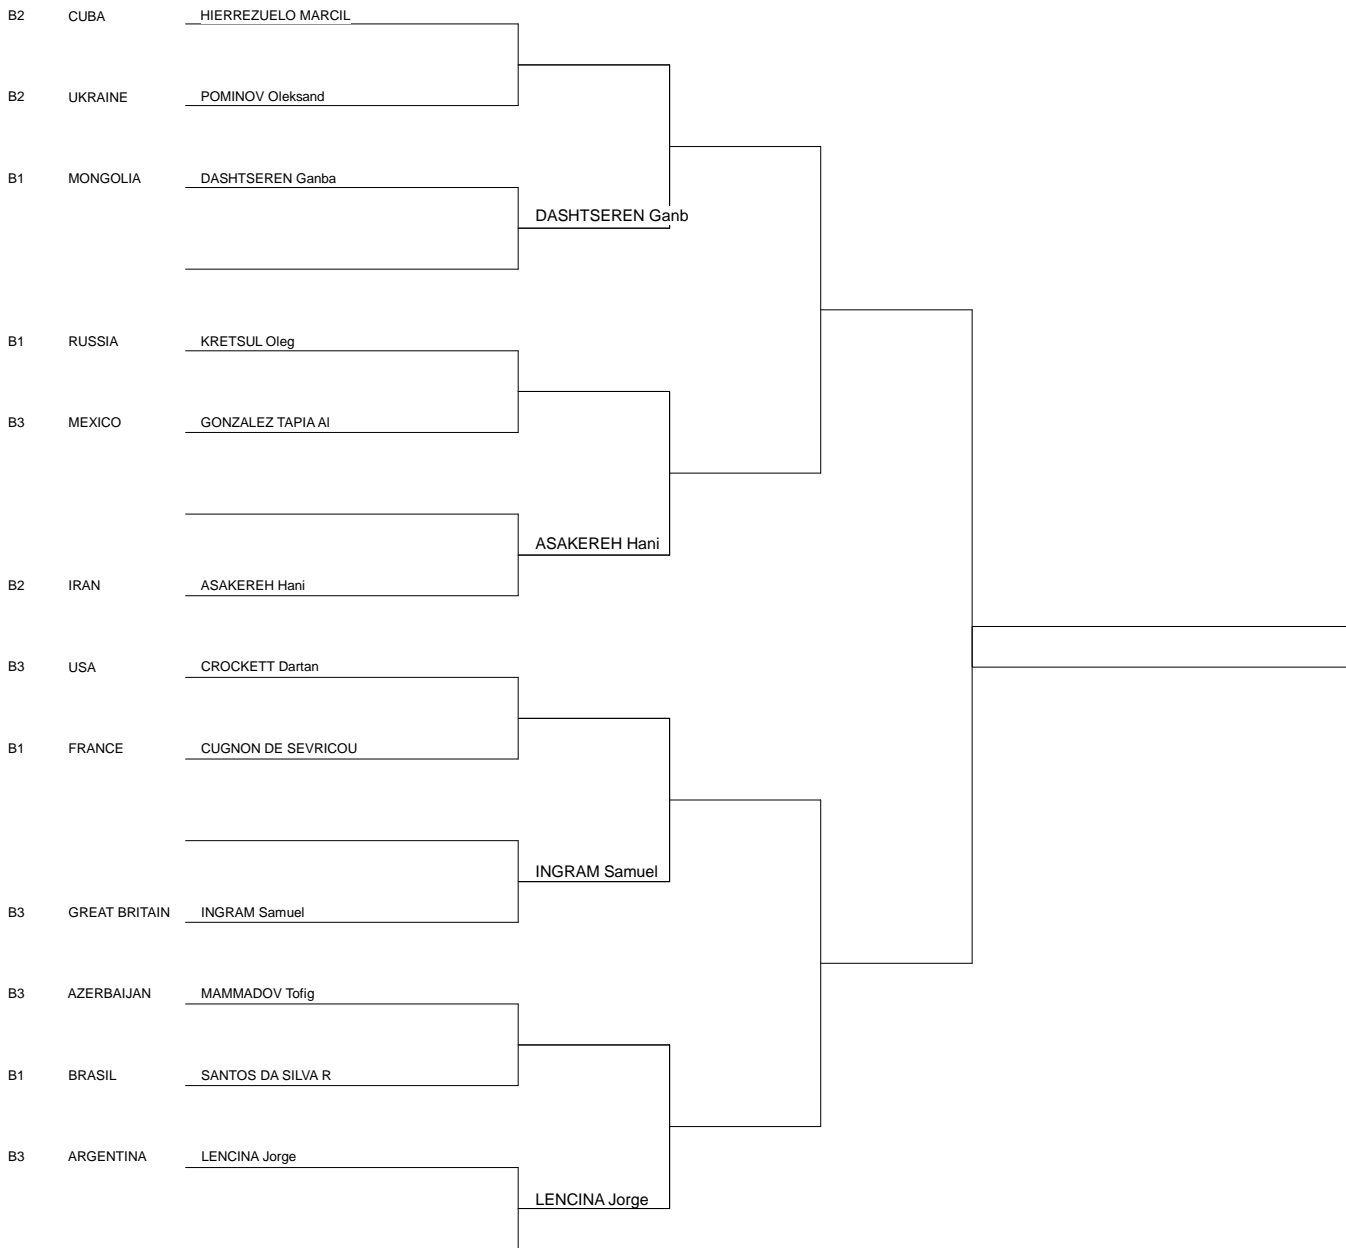 B2 CUBA HIERREZUELO MARCIL
B2 UKRAINE POMINOV Oleksand
B1 MONGOLIA DASHTSEREN Ganba
DASHTSEREN Ganb
B1 RUSSIA KRETSUL Oleg
B3 MEXICO GONZALEZ TAPIA Al
ASAKEREH Hani
B2 IRAN ASAKEREH Hani
B3 USA CROCKETT Dartan
B1 FRANCE CUGNON DE SEVRICOU
INGRAM Samuel
B3 GREAT BRITAIN INGRAM Samuel
B3 AZERBAIJAN MAMMADOV Tofig
B1 BRASIL SANTOS DA SILVA R
B3 ARGENTINA LENCINA Jorge
LENCINA Jorge